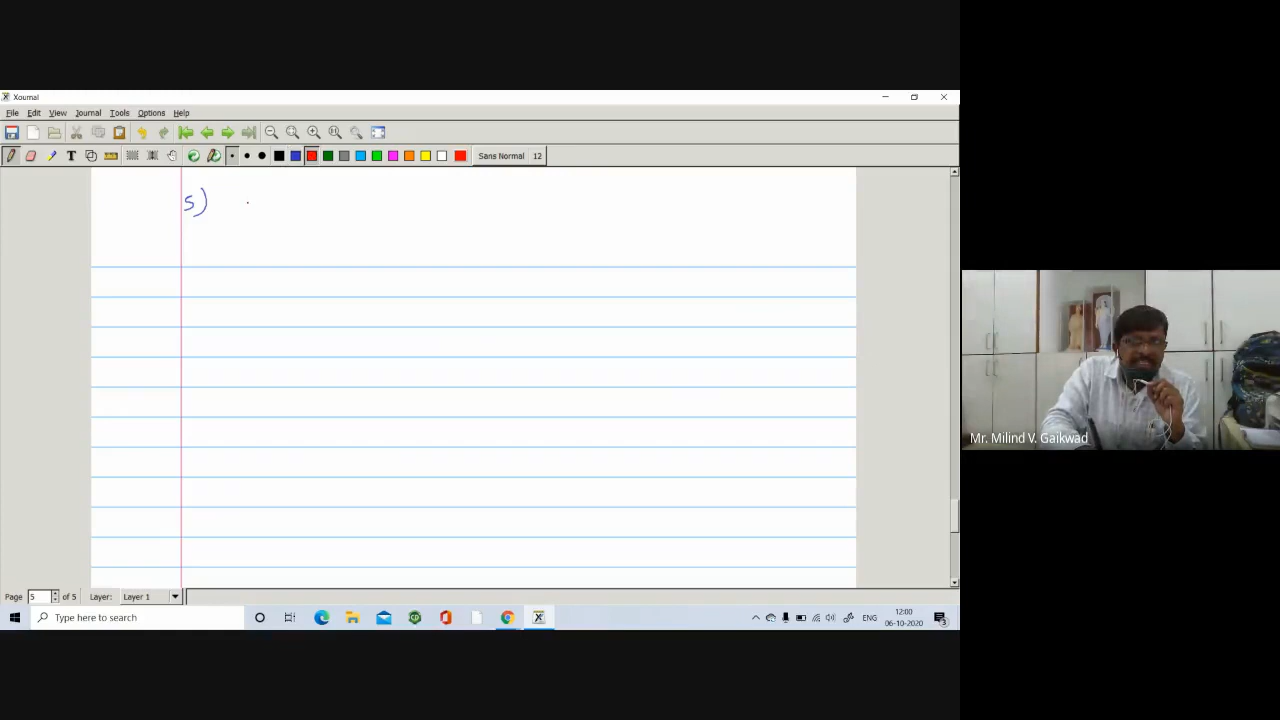 Xournal
File Edit View Journal Tools Options Help
Sans Normal 12
5)
Mr. Milind V. Gaikwad
Page 5 of 5 Layer: Layer 1
Type here to search
ENG
12:00
06-10-2020
3